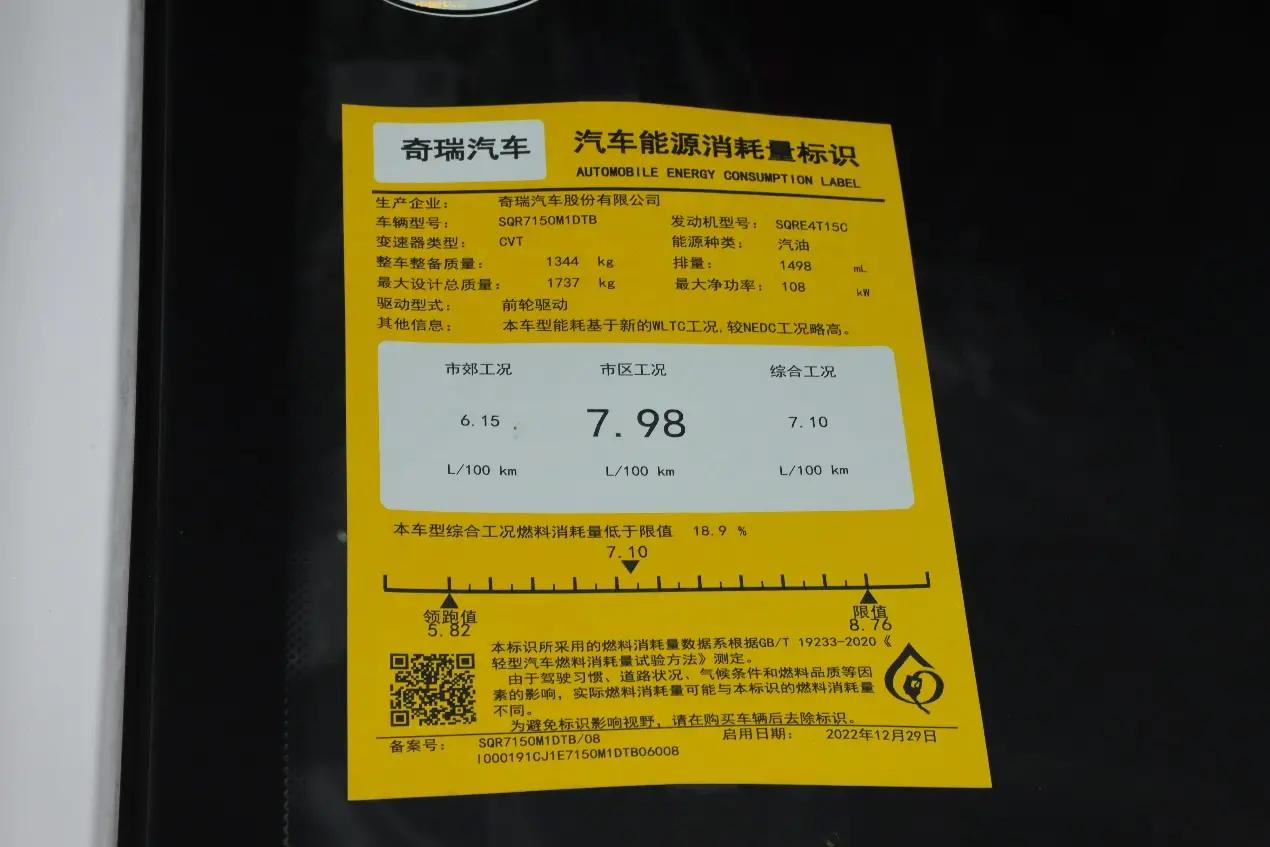 奇瑞汽车
汽车能源消耗量标识
AUTOMOBILE ENERGY CONSUMPTION LABEL
生产企业: 奇瑞汽车股份有限公司
车辆型号: SQR7150M1DTB 发动机型号: SQRE4T15C
变速器类型: CVT 能源种类: 汽油
整车整备质量: 1344 kg 排量: 1498 mL
最大设计总质量: 1737 kg 最大净功率: 108 kW
驱动型式: 前轮驱动
其他信息: 本车型能耗基于新的WLTC工况,较NEDC工况略高。
市郊工况 市区工况 综合工况
6.15 7.98 7.10
L/100 km L/100 km L/100 km
本车型综合工况燃料消耗量低于限值 18.9 %
7.10
领跑值 限值
5.82 8.76
本标识所采用的燃料消耗量数据系根据GB/T 19233-2020《
轻型汽车燃料消耗量试验方法》测定。
由于驾驶习惯、道路状况、气候条件和燃料品质等因
素的影响，实际燃料消耗量可能与本标识的燃料消耗量
不同。
为避免标识影响视野，请在购买车辆后去除标识。
备案号: SQR7150M1DTB/08 启用日期: 2022年12月29日
I000191CJ1E7150M1DTB06008